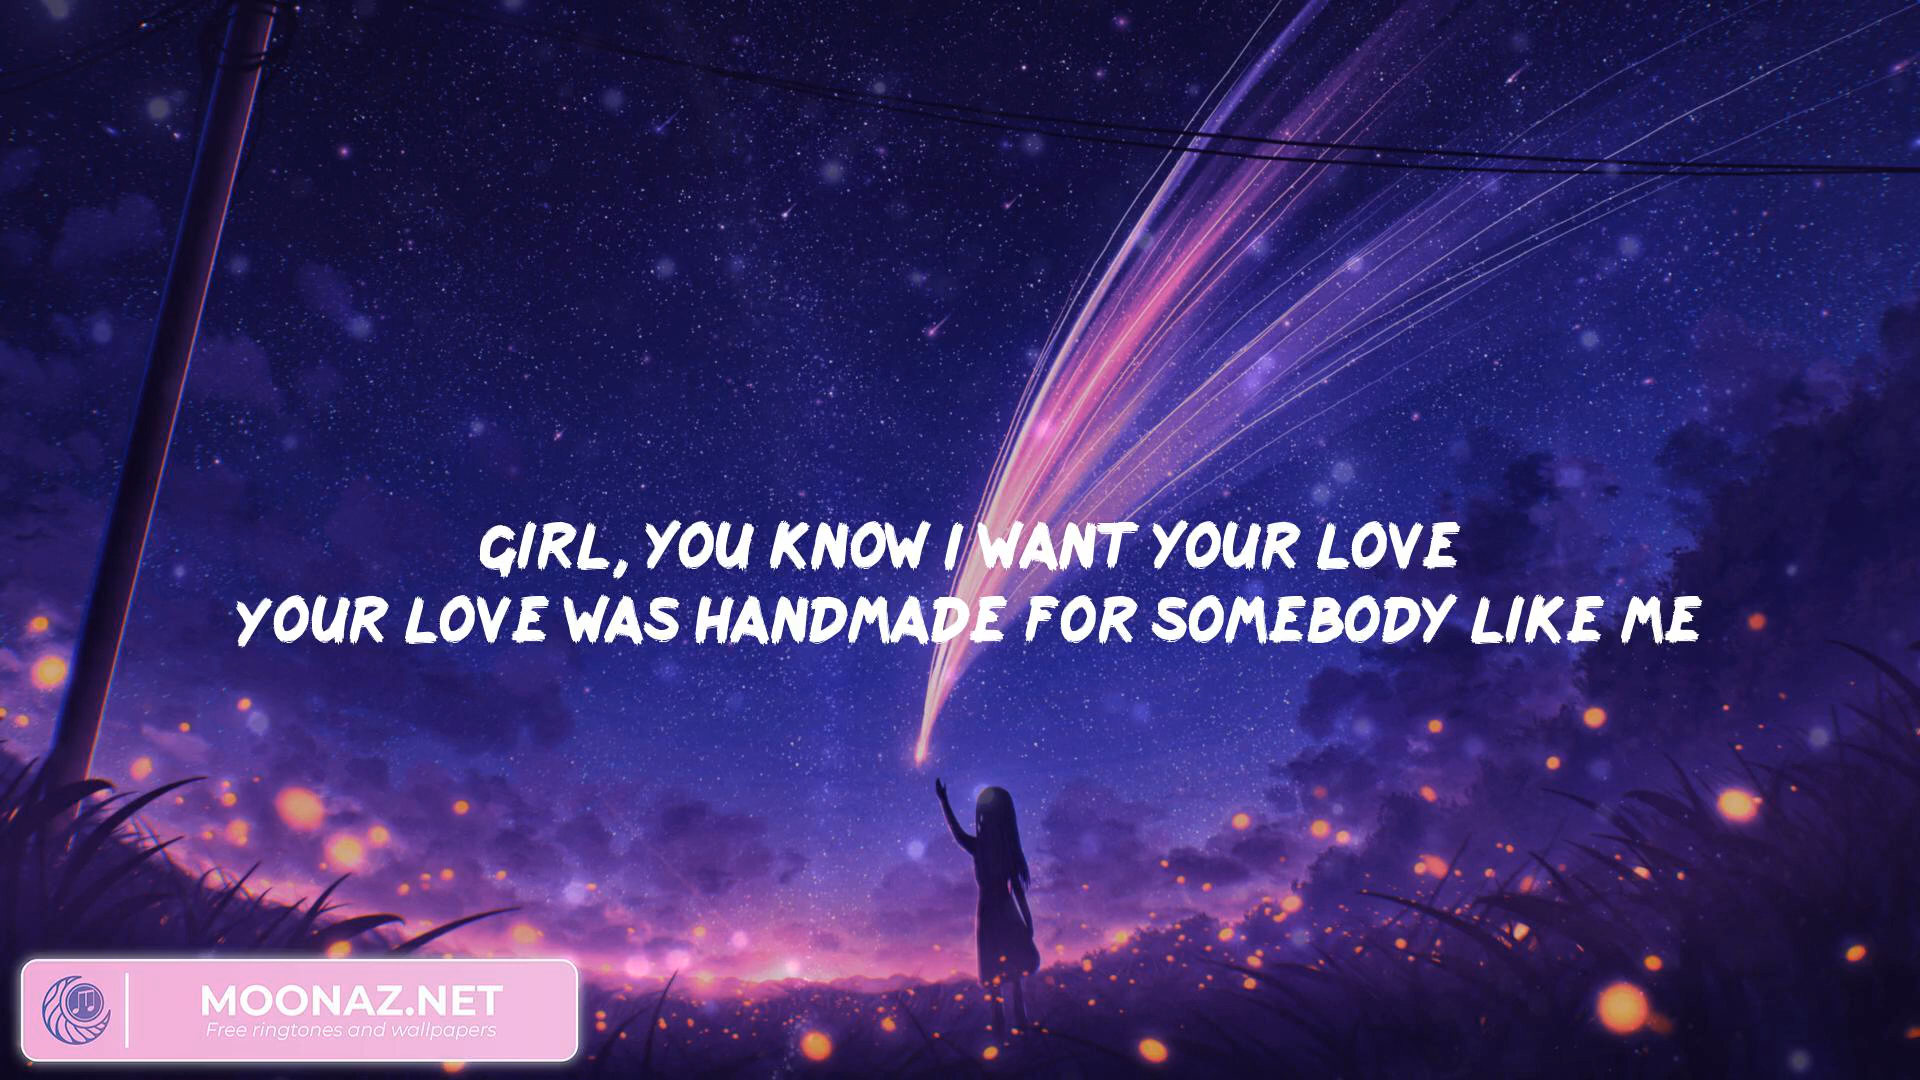 GIRL, YOU KNOW I WANT YOUR LOVE
YOUR LOVE WAS HANDMADE FOR SOMEBODY LIKE ME
MOONAZ.NET
Free ringtones and wallpapers